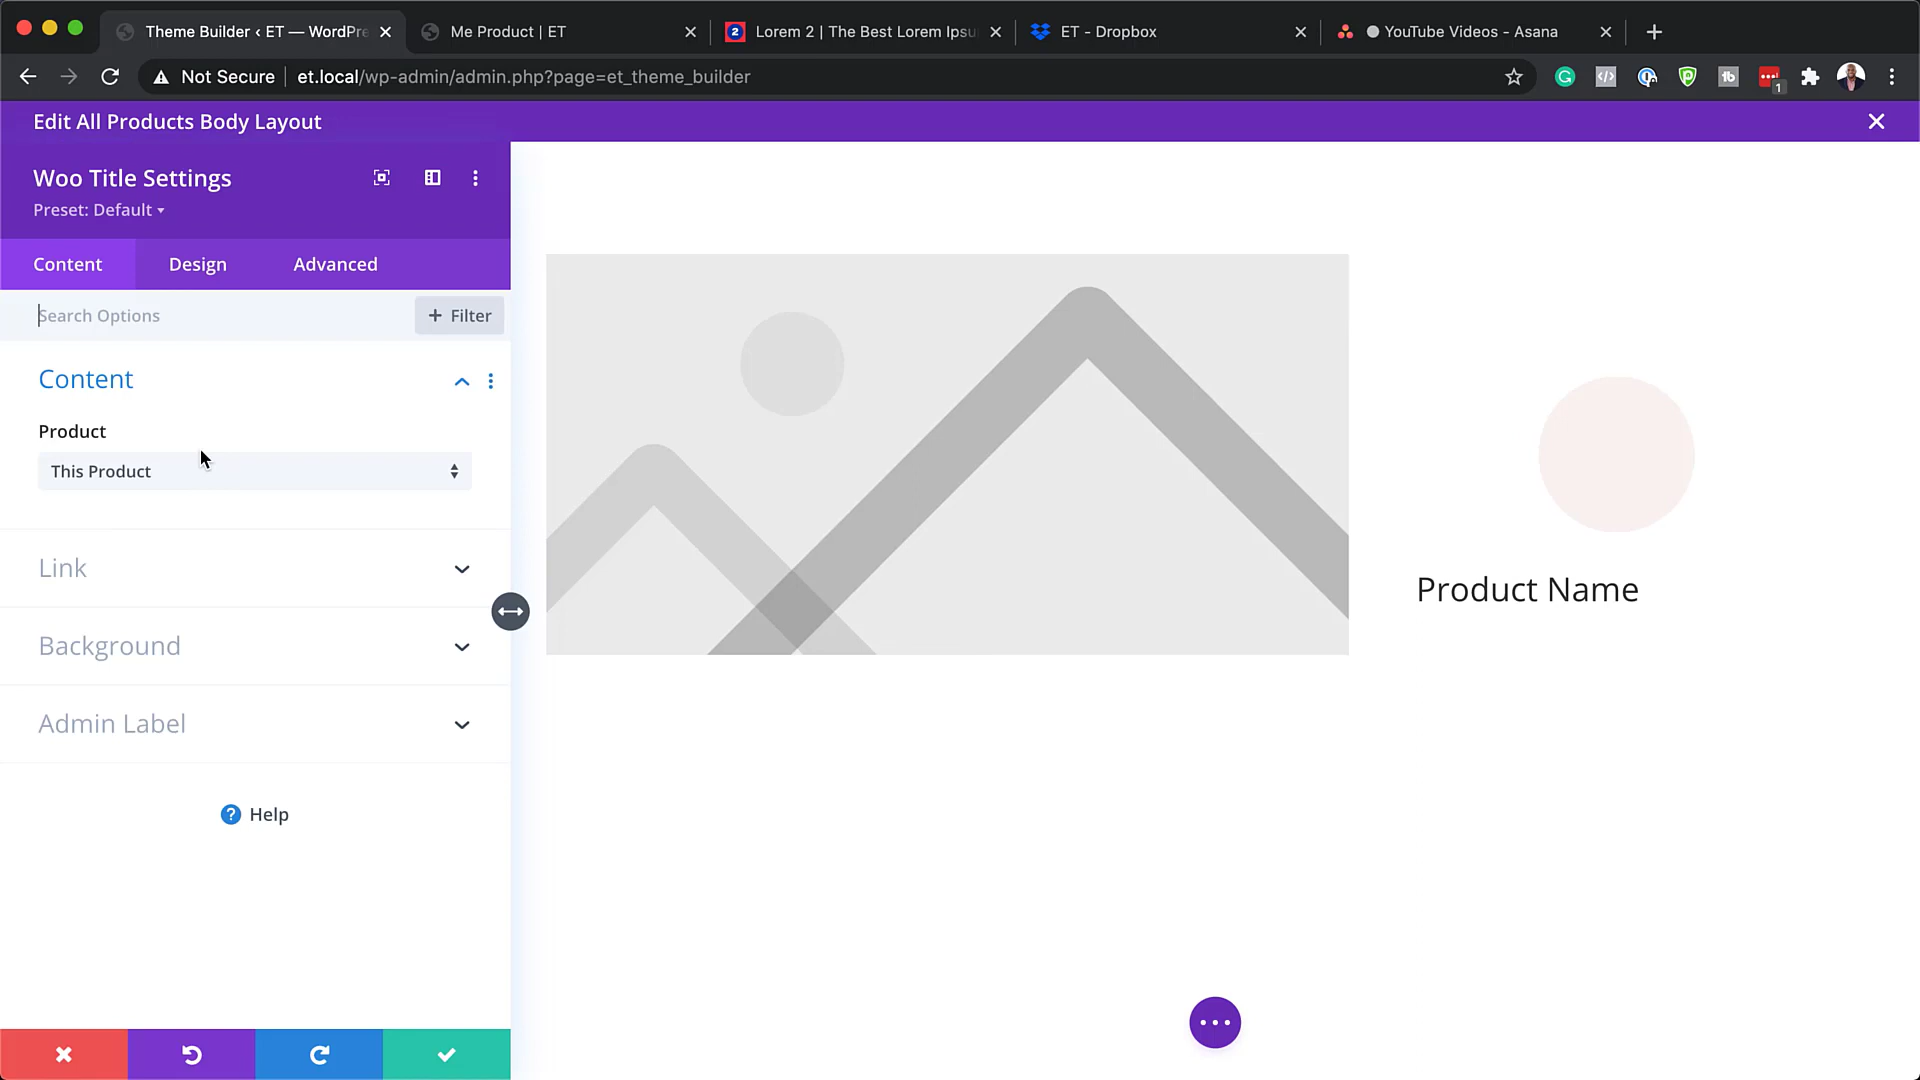 Theme Builder ‹ ET — WordPre
Me Product | ET
2 Lorem 2 | The Best Lorem Ipsu
ET - Dropbox
YouTube Videos - Asana
Not Secure
et.local/wp-admin/admin.php?page=et_theme_builder
1
Edit All Products Body Layout
Woo Title Settings
Preset: Default
Content
Design
Advanced
Search Options
+ Filter
Content
Product
This Product
Link
Background
Admin Label
? Help
Product Name